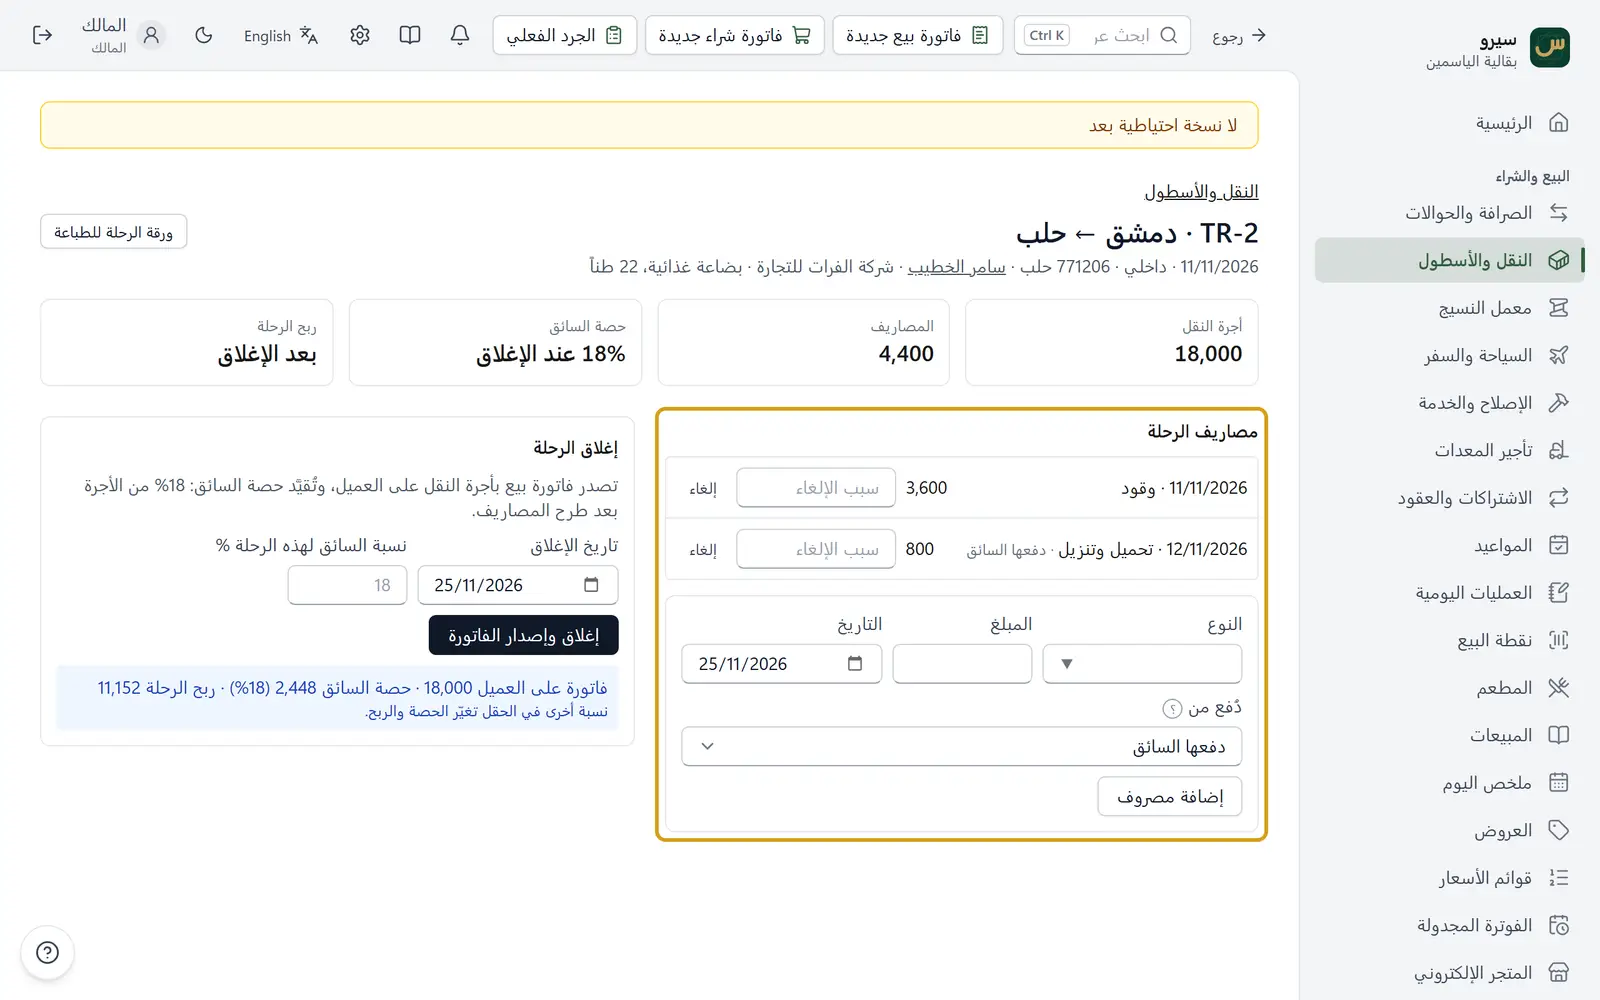 س
سيرو
بقالية الياسمين
الرئيسية
البيع والشراء
الصرافة والحوالات
النقل والأسطول
معمل النسيج
السياحة والسفر
الإصلاح والخدمة
تأجير المعدات
الاشتراكات والعقود
المواعيد
العمليات اليومية
نقطة البيع
المطعم
المبيعات
ملخص اليوم
العروض
قوائم الأسعار
الفوترة المجدولة
المتجر الإلكتروني
رجوع
ابحث عر Ctrl K
فاتورة بيع جديدة
فاتورة شراء جديدة
الجرد الفعلي
English
المالك
المالك
لا نسخة احتياطية بعد
النقل والأسطول
TR-2 · دمشق ← حلب
11/11/2026 · داخلي · 771206 حلب · سامر الخطيب · شركة الفرات للتجارة · بضاعة غذائية، 22 طناً
ورقة الرحلة للطباعة
أجرة النقل
18,000
المصاريف
4,400
حصة السائق
18% عند الإغلاق
ربح الرحلة
بعد الإغلاق
مصاريف الرحلة
11/11/2026 · وقود 3,600 سبب الإلغاء إلغاء
12/11/2026 · تحميل وتنزيل · دفعها السائق 800 سبب الإلغاء إلغاء
النوع المبلغ التاريخ
25/11/2026
دُفع من ؟
دفعها السائق
إضافة مصروف
إغلاق الرحلة
تصدر فاتورة بيع بأجرة النقل على العميل، وتُقيَّد حصة السائق: 18% من الأجرة
بعد طرح المصاريف.
تاريخ الإغلاق نسبة السائق لهذه الرحلة %
25/11/2026 18
إغلاق وإصدار الفاتورة
فاتورة على العميل 18,000 · حصة السائق 2,448 (18%) · ربح الرحلة 11,152
نسبة أخرى في الحقل تغيّر الحصة والربح.